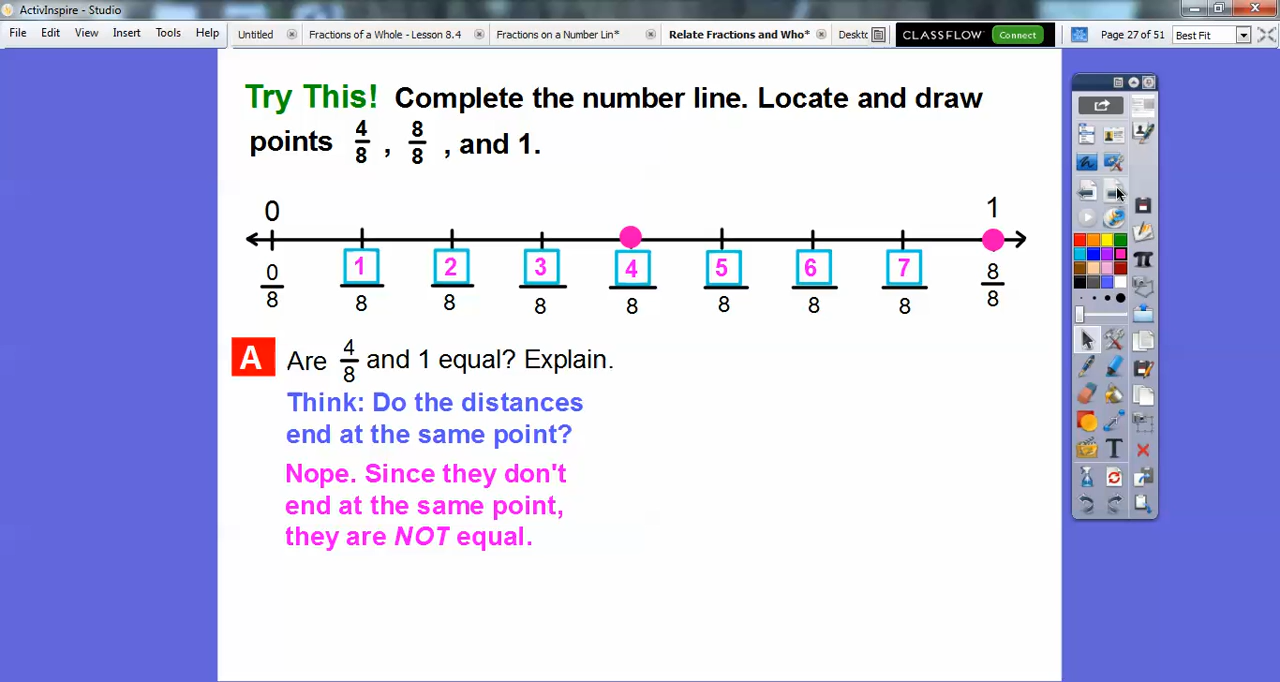 ActivInspire - Studio
File Edit View Insert Tools Help
Untitled Fractions of a Whole - Lesson 8.4 Fractions on a Number Lin* Relate Fractions and Who* Deskto CLASSFLOW Connect Page 27 of 51 Best Fit
Try This! Complete the number line. Locate and draw
points 4/8 , 8/8 , and 1.
0 1
0/8 1/8 2/8 3/8 4/8 5/8 6/8 7/8 8/8
A Are 4/8 and 1 equal? Explain.
Think: Do the distances
end at the same point?
Nope. Since they don't
end at the same point,
they are NOT equal.